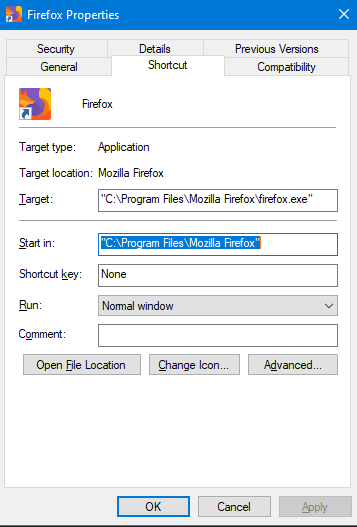 Firefox Properties
Security Details Previous Versions
General Shortcut Compatibility
Firefox
Target type: Application
Target location: Mozilla Firefox
Target: "C:\Program Files\Mozilla Firefox\firefox.exe"
Start in: "C:\Program Files\Mozilla Firefox"
Shortcut key: None
Run: Normal window
Comment:
Open File Location Change Icon... Advanced...
OK Cancel Apply